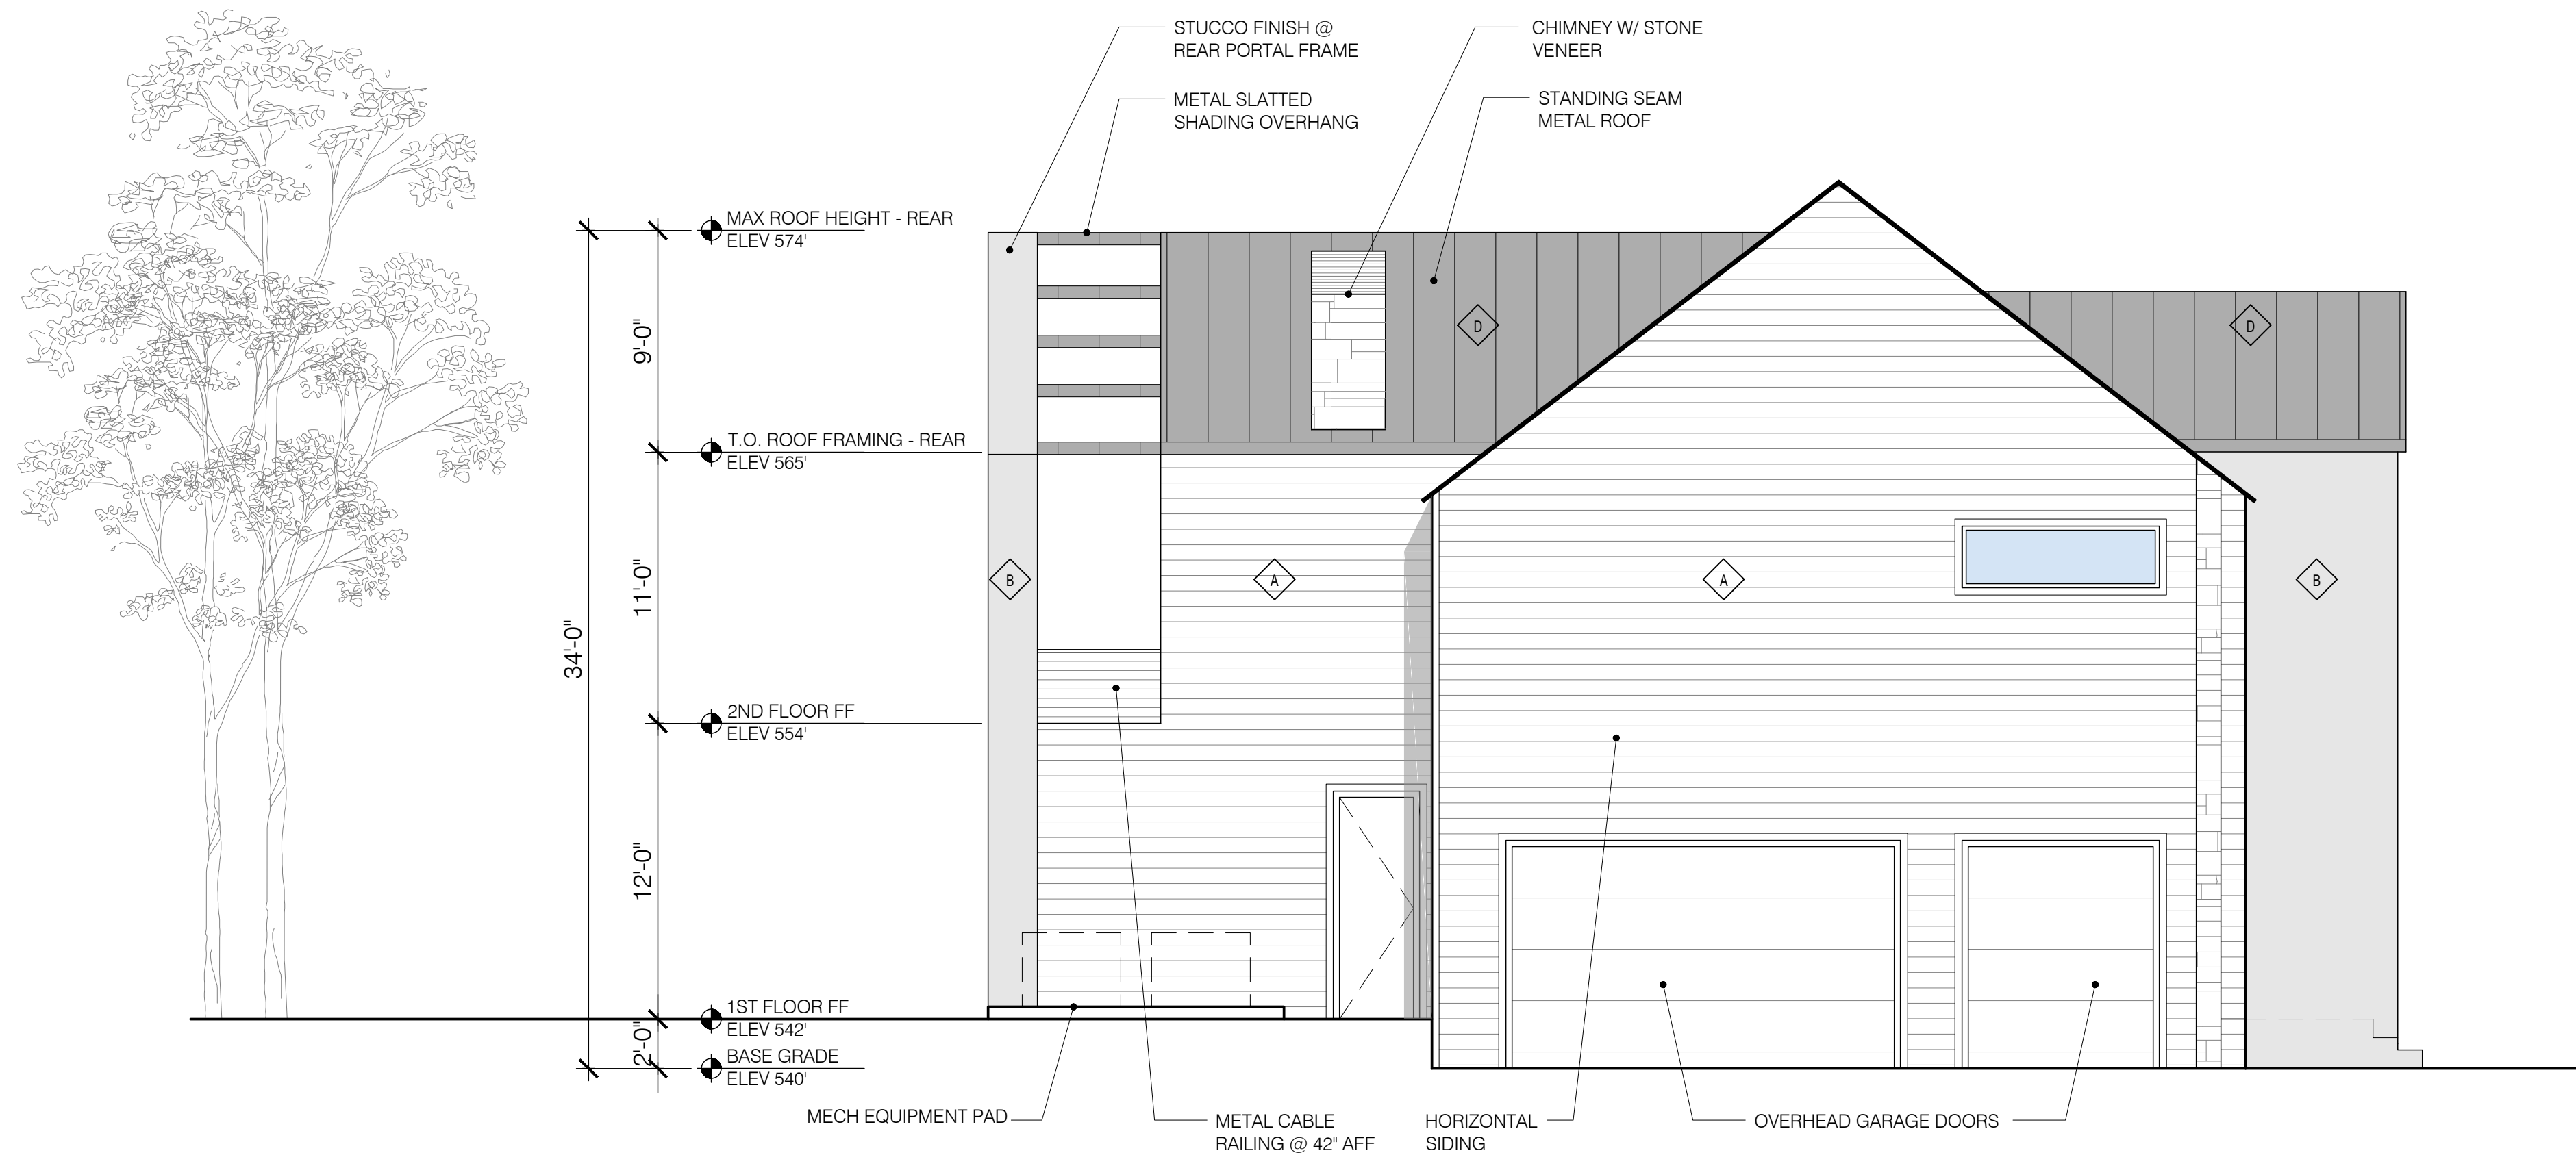 STUCCO FINISH @
REAR PORTAL FRAME
CHIMNEY W/ STONE
VENEER
METAL SLATTED
SHADING OVERHANG
STANDING SEAM
METAL ROOF
MAX ROOF HEIGHT - REAR
ELEV 574'
9'-0"
D
D
T.O. ROOF FRAMING - REAR
ELEV 565'
11'-0"
B
A
A
B
34'-0"
2ND FLOOR FF
ELEV 554'
12'-0"
1ST FLOOR FF
ELEV 542'
2'-0"
BASE GRADE
ELEV 540'
MECH EQUIPMENT PAD
METAL CABLE
RAILING @ 42" AFF
HORIZONTAL
SIDING
OVERHEAD GARAGE DOORS